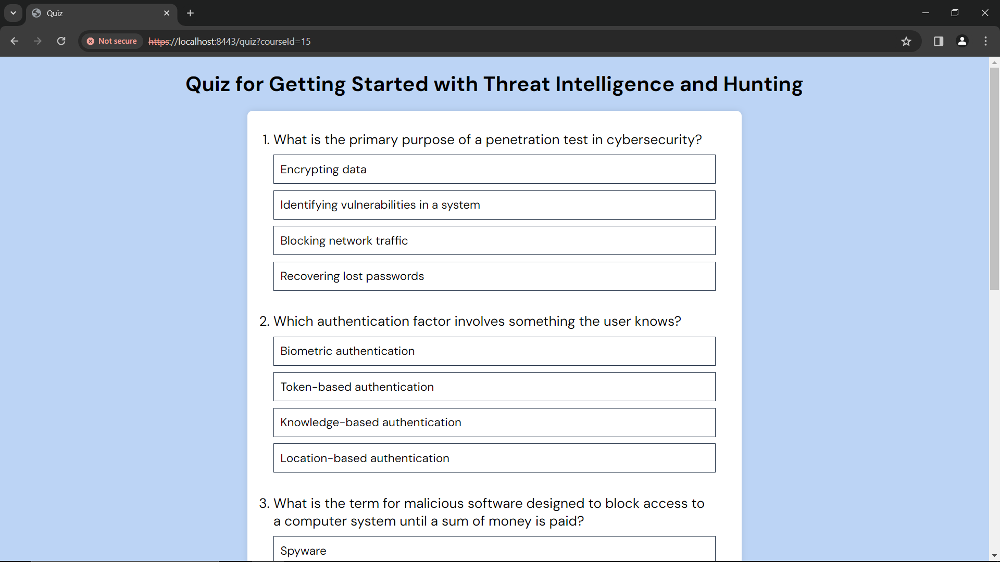 Quiz
Not secure
https://localhost:8443/quiz?courseId=15
Quiz for Getting Started with Threat Intelligence and Hunting
1. What is the primary purpose of a penetration test in cybersecurity?
Encrypting data
Identifying vulnerabilities in a system
Blocking network traffic
Recovering lost passwords
2. Which authentication factor involves something the user knows?
Biometric authentication
Token-based authentication
Knowledge-based authentication
Location-based authentication
3. What is the term for malicious software designed to block access to
a computer system until a sum of money is paid?
Spyware